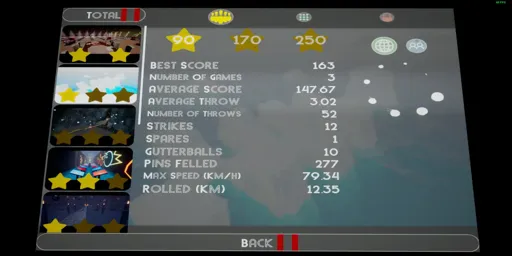 TOTAL
90 170 250
BEST SCORE 163
NUMBER OF GAMES 3
AVERAGE SCORE 147.67
AVERAGE THROW 3.02
NUMBER OF THROWS 52
STRIKES 12
SPARES 1
GUTTERBALLS 10
PINS FELLED 277
MAX SPEED (KM/H) 79.34
ROLLED (KM) 12.35
BACK